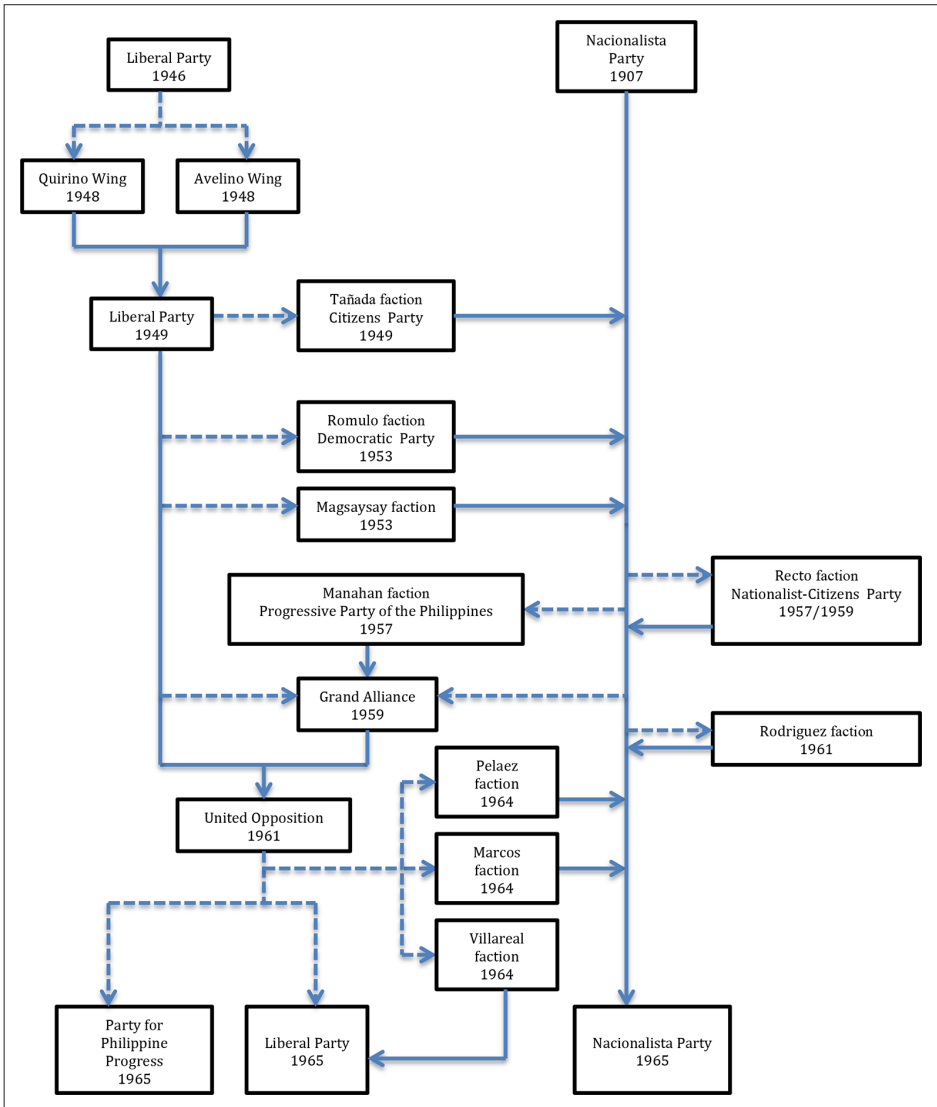 Liberal Party
1946
Nacionalista
Party
1907
Quirino Wing
1948
Avelino Wing
1948
Liberal Party
1949
Tañada faction
Citizens Party
1949
Romulo faction
Democratic Party
1953
Magsaysay faction
1953
Recto faction
Nationalist-Citizens Party
1957/1959
Manahan faction
Progressive Party of the Philippines
1957
Grand Alliance
1959
Rodriguez faction
1961
Pelaez
faction
1964
United Opposition
1961
Marcos
faction
1964
Villareal
faction
1964
Party for
Philippine
Progress
1965
Liberal Party
1965
Nacionalista Party
1965